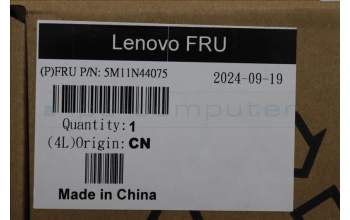 Lenovo FRU
(P)FRU P/N: 5M11N44075
2024-09-19
Quantity:1
(4L)Origin:CN
Made in China